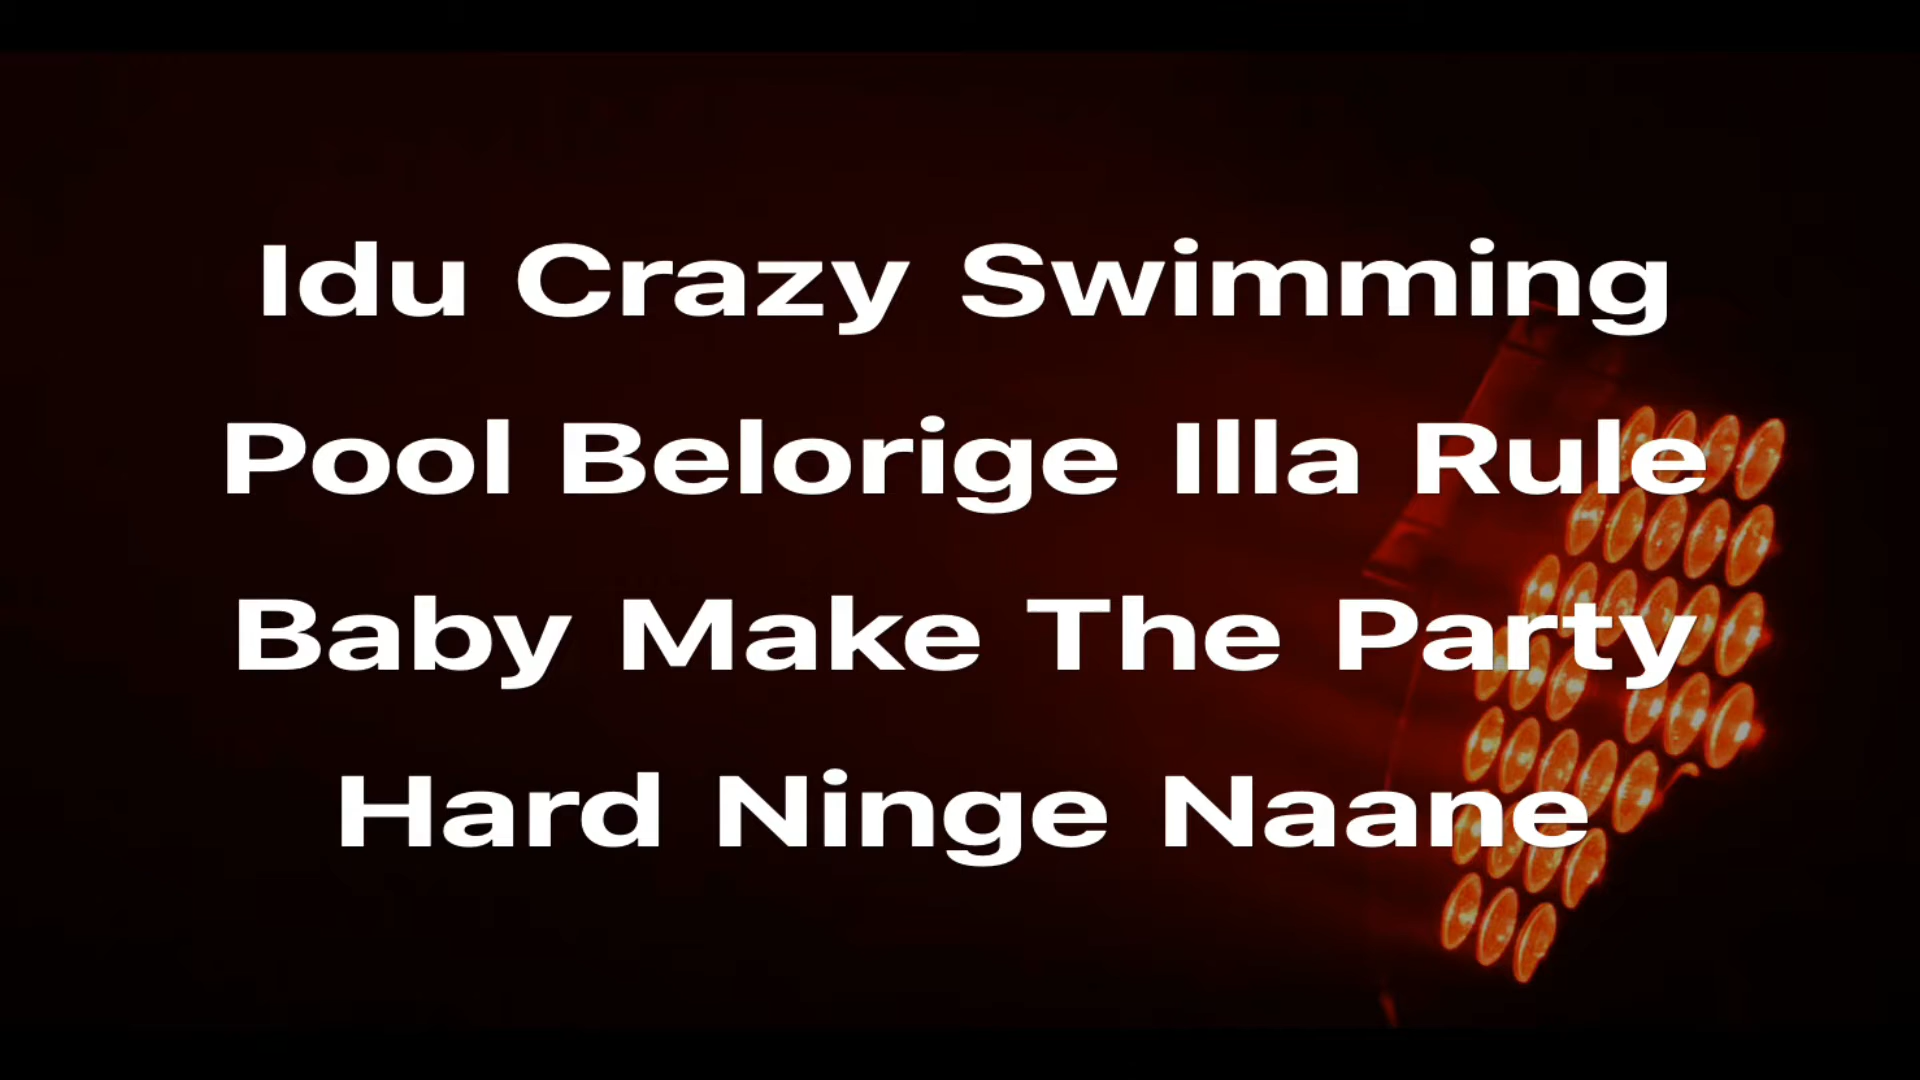 Idu Crazy Swimming
Pool Belorige Illa Rule
Baby Make The Party
Hard Ninge Naane